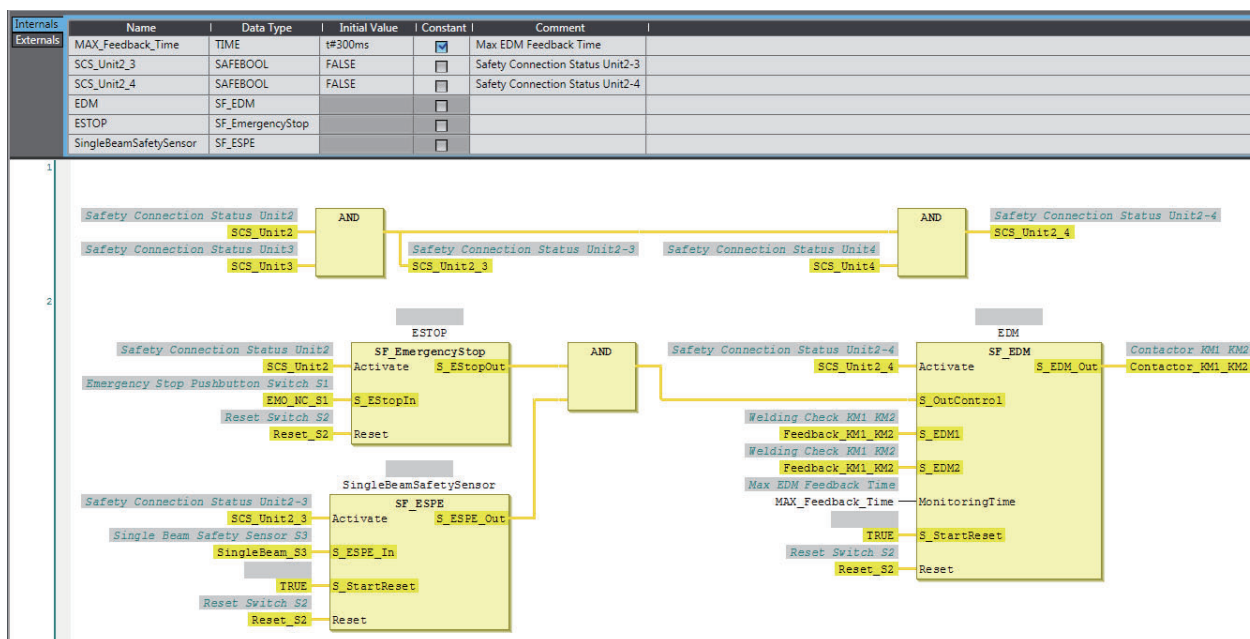 Internals
Externals
Name Data Type Initial Value Constant Comment
MAX_Feedback_Time TIME t#300ms Max EDM Feedback Time
SCS_Unit2_3 SAFEBOOL FALSE Safety Connection Status Unit2-3
SCS_Unit2_4 SAFEBOOL FALSE Safety Connection Status Unit2-4
EDM SF_EDM
ESTOP SF_EmergencyStop
SingleBeamSafetySensor SF_ESPE
1
Safety Connection Status Unit2 AND AND Safety Connection Status Unit2-4
SCS_Unit2 SCS_Unit2_4
Safety Connection Status Unit3 Safety Connection Status Unit2-3 Safety Connection Status Unit4
SCS_Unit3 SCS_Unit2_3 SCS_Unit4
2
ESTOP EDM
Safety Connection Status Unit2 SF_EmergencyStop AND Safety Connection Status Unit2-4 SF_EDM Contactor KM1 KM2
SCS_Unit2 Activate S_EStopOut SCS_Unit2_4 Activate S_EDM_Out Contactor_KM1_KM2
Emergency Stop Pushbutton Switch S1
EMO_NC_S1 S_EStopIn S_OutControl
Reset Switch S2 Welding Check KM1 KM2
Reset_S2 Reset Feedback_KM1_KM2 S_EDM1
Welding Check KM1 KM2
Feedback_KM1_KM2 S_EDM2
SingleBeamSafetySensor Max EDM Feedback Time
Safety Connection Status Unit2-3 SF_ESPE MAX_Feedback_Time MonitoringTime
SCS_Unit2_3 Activate S_ESPE_Out
Single Beam Safety Sensor S3 TRUE S_StartReset
SingleBeam_S3 S_ESPE_In Reset Switch S2
Reset_S2 Reset
TRUE S_StartReset
Reset Switch S2
Reset_S2 Reset